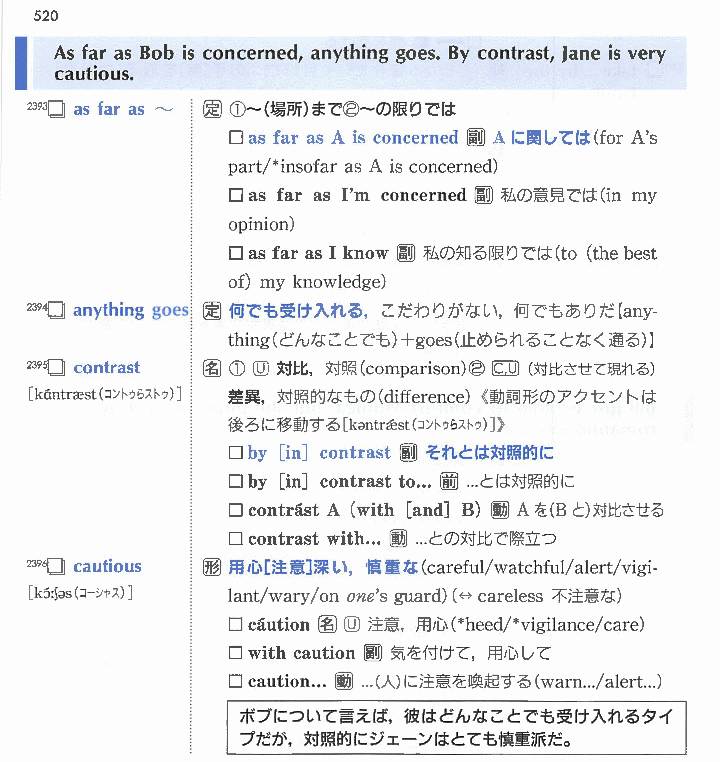 520
As far as Bob is concerned, anything goes. By contrast, Jane is very
cautious.
2393 □ as far as ～ 定 ①～(場所)まで②～の限りでは
□ as far as A is concerned 副 A に関しては(for A's
part/*insofar as A is concerned)
□ as far as I'm concerned 副 私の意見では(in my
opinion)
□ as far as I know 副 私の知る限りでは(to (the best
of) my knowledge)
2394 □ anything goes 定 何でも受け入れる，こだわりがない，何でもありだ【any-
thing(どんなことでも)+goes(止められることなく通る)】
2395 □ contrast 名 ① Ⓤ 対比，対照(comparison)② C,U (対比させて現れる)
[kɑ́ntræst(コントゥらストゥ)] 差異，対照的なもの(difference)《動詞形のアクセントは
後ろに移動する[kəntrǽst(コントゥらストゥ)]》
□ by [in] contrast 副 それとは対照的に
□ by [in] contrast to... 前 ...とは対照的に
□ contrást A (with [and] B) 動 A を(B と)対比させる
□ contrast with... 動 ...との対比で際立つ
2396 □ cautious 形 用心[注意]深い，慎重な(careful/watchful/alert/vigi-
[kɔ́ːʃəs(コーシャス)] lant/wary/on one's guard)(↔ careless 不注意な)
□ cáution 名 Ⓤ 注意，用心(*heed/*vigilance/care)
□ with caution 副 気を付けて，用心して
□ caution... 動 ...(人)に注意を喚起する(warn.../alert...)
ボブについて言えば，彼はどんなことでも受け入れるタイ
プだが，対照的にジェーンはとても慎重派だ。